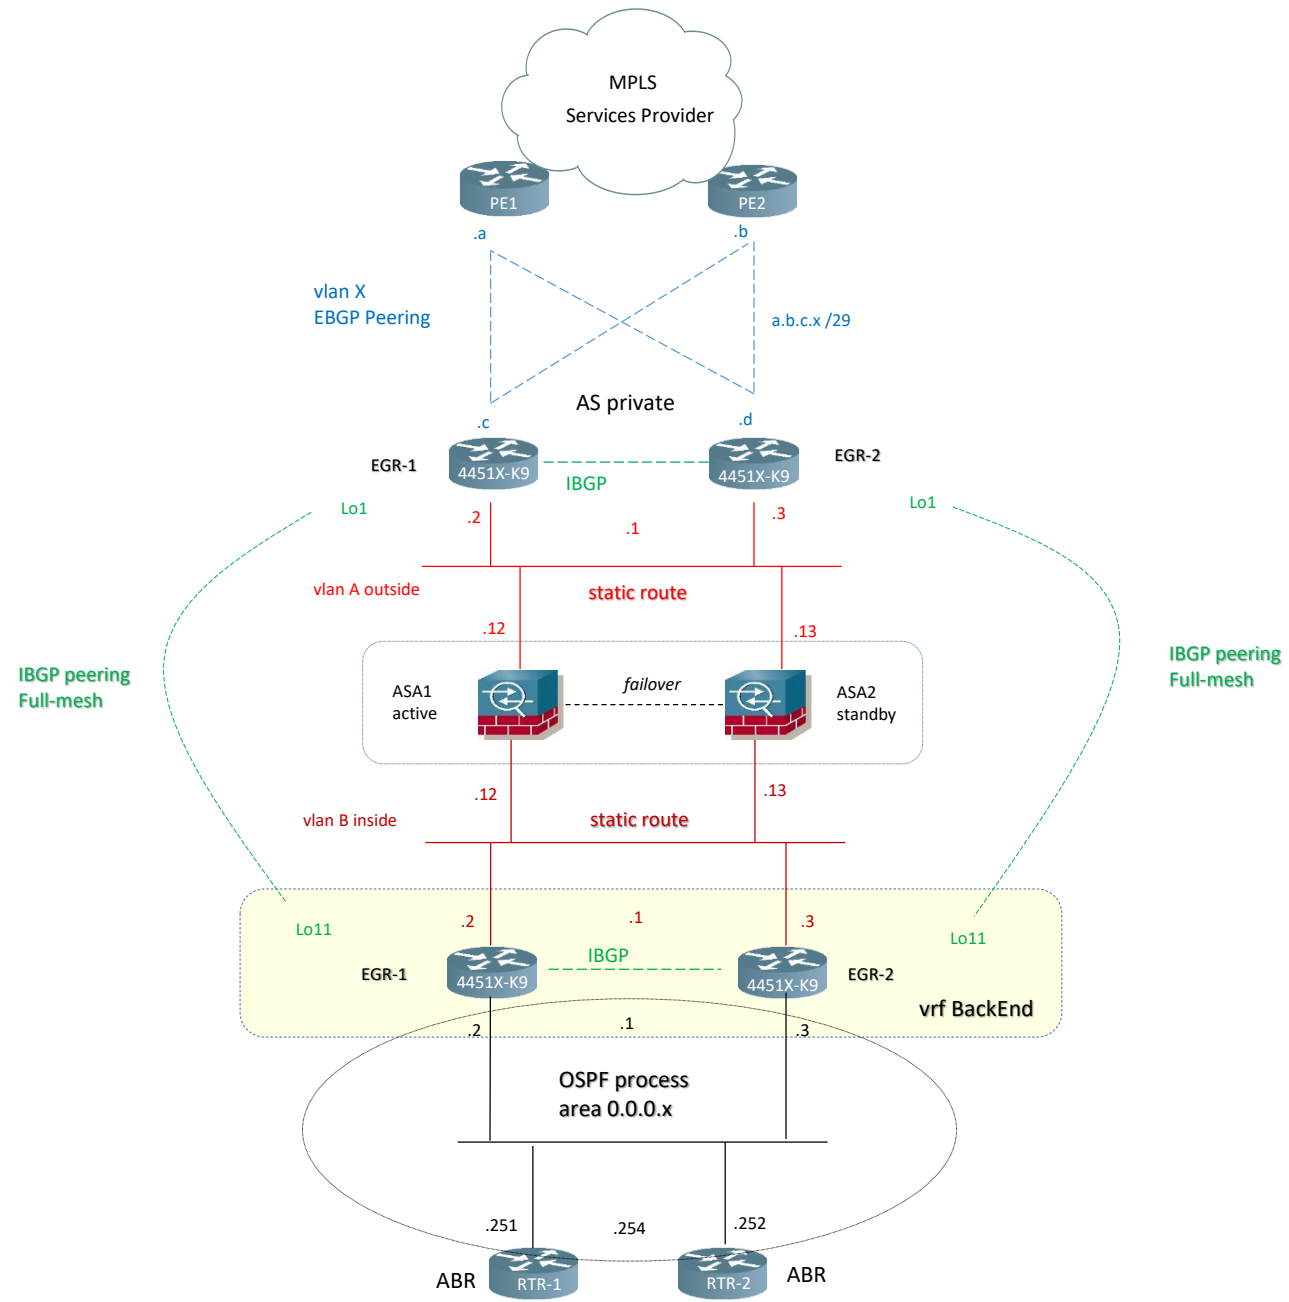 MPLS
Services Provider
PE1
PE2
.a
.b
vlan X
EBGP Peering
a.b.c.x /29
AS private
.c
.d
EGR-1
4451X-K9
4451X-K9
EGR-2
IBGP
Lo1
Lo1
.2
.1
.3
vlan A outside
static route
.12
.13
IBGP peering
Full-mesh
IBGP peering
Full-mesh
ASA1
active
failover
ASA2
standby
.12
.13
vlan B inside
static route
.2
.1
.3
Lo11
Lo11
IBGP
EGR-1
4451X-K9
4451X-K9
EGR-2
vrf BackEnd
.2
.1
.3
OSPF process
area 0.0.0.x
.251
.254
.252
ABR
RTR-1
RTR-2
ABR